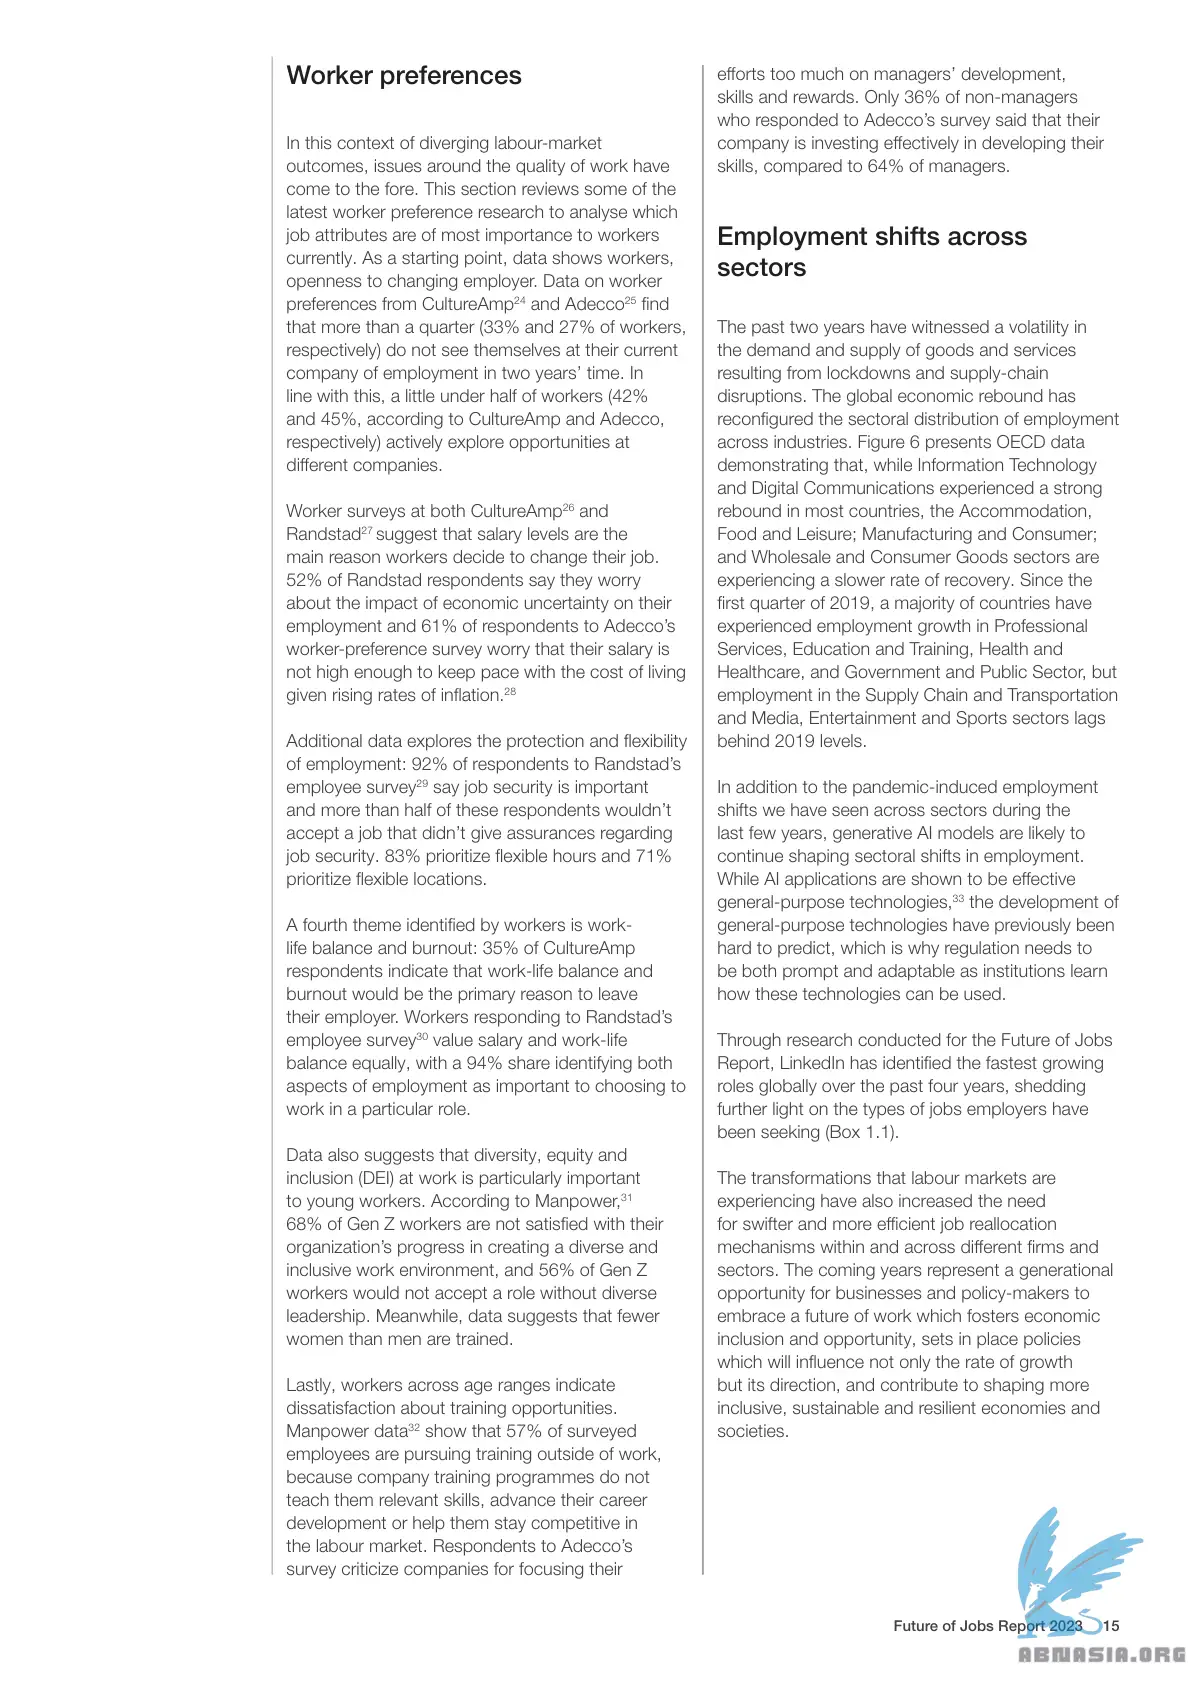 Worker preferences
In this context of diverging labour-market
outcomes, issues around the quality of work have
come to the fore. This section reviews some of the
latest worker preference research to analyse which
job attributes are of most importance to workers
currently. As a starting point, data shows workers,
openness to changing employer. Data on worker
preferences from CultureAmp24 and Adecco25 find
that more than a quarter (33% and 27% of workers,
respectively) do not see themselves at their current
company of employment in two years’ time. In
line with this, a little under half of workers (42%
and 45%, according to CultureAmp and Adecco,
respectively) actively explore opportunities at
different companies.
Worker surveys at both CultureAmp26 and
Randstad27 suggest that salary levels are the
main reason workers decide to change their job.
52% of Randstad respondents say they worry
about the impact of economic uncertainty on their
employment and 61% of respondents to Adecco’s
worker-preference survey worry that their salary is
not high enough to keep pace with the cost of living
given rising rates of inflation.28
Additional data explores the protection and flexibility
of employment: 92% of respondents to Randstad’s
employee survey29 say job security is important
and more than half of these respondents wouldn’t
accept a job that didn’t give assurances regarding
job security. 83% prioritize flexible hours and 71%
prioritize flexible locations.
A fourth theme identified by workers is work-
life balance and burnout: 35% of CultureAmp
respondents indicate that work-life balance and
burnout would be the primary reason to leave
their employer. Workers responding to Randstad’s
employee survey30 value salary and work-life
balance equally, with a 94% share identifying both
aspects of employment as important to choosing to
work in a particular role.
Data also suggests that diversity, equity and
inclusion (DEI) at work is particularly important
to young workers. According to Manpower,31
68% of Gen Z workers are not satisfied with their
organization’s progress in creating a diverse and
inclusive work environment, and 56% of Gen Z
workers would not accept a role without diverse
leadership. Meanwhile, data suggests that fewer
women than men are trained.
Lastly, workers across age ranges indicate
dissatisfaction about training opportunities.
Manpower data32 show that 57% of surveyed
employees are pursuing training outside of work,
because company training programmes do not
teach them relevant skills, advance their career
development or help them stay competitive in
the labour market. Respondents to Adecco’s
survey criticize companies for focusing their
efforts too much on managers’ development,
skills and rewards. Only 36% of non-managers
who responded to Adecco’s survey said that their
company is investing effectively in developing their
skills, compared to 64% of managers.
Employment shifts across
sectors
The past two years have witnessed a volatility in
the demand and supply of goods and services
resulting from lockdowns and supply-chain
disruptions. The global economic rebound has
reconfigured the sectoral distribution of employment
across industries. Figure 6 presents OECD data
demonstrating that, while Information Technology
and Digital Communications experienced a strong
rebound in most countries, the Accommodation,
Food and Leisure; Manufacturing and Consumer;
and Wholesale and Consumer Goods sectors are
experiencing a slower rate of recovery. Since the
first quarter of 2019, a majority of countries have
experienced employment growth in Professional
Services, Education and Training, Health and
Healthcare, and Government and Public Sector, but
employment in the Supply Chain and Transportation
and Media, Entertainment and Sports sectors lags
behind 2019 levels.
In addition to the pandemic-induced employment
shifts we have seen across sectors during the
last few years, generative AI models are likely to
continue shaping sectoral shifts in employment.
While AI applications are shown to be effective
general-purpose technologies,33 the development of
general-purpose technologies have previously been
hard to predict, which is why regulation needs to
be both prompt and adaptable as institutions learn
how these technologies can be used.
Through research conducted for the Future of Jobs
Report, LinkedIn has identified the fastest growing
roles globally over the past four years, shedding
further light on the types of jobs employers have
been seeking (Box 1.1).
The transformations that labour markets are
experiencing have also increased the need
for swifter and more efficient job reallocation
mechanisms within and across different firms and
sectors. The coming years represent a generational
opportunity for businesses and policy-makers to
embrace a future of work which fosters economic
inclusion and opportunity, sets in place policies
which will influence not only the rate of growth
but its direction, and contribute to shaping more
inclusive, sustainable and resilient economies and
societies.
Future of Jobs Report 2023 15
ABNASIA.ORG